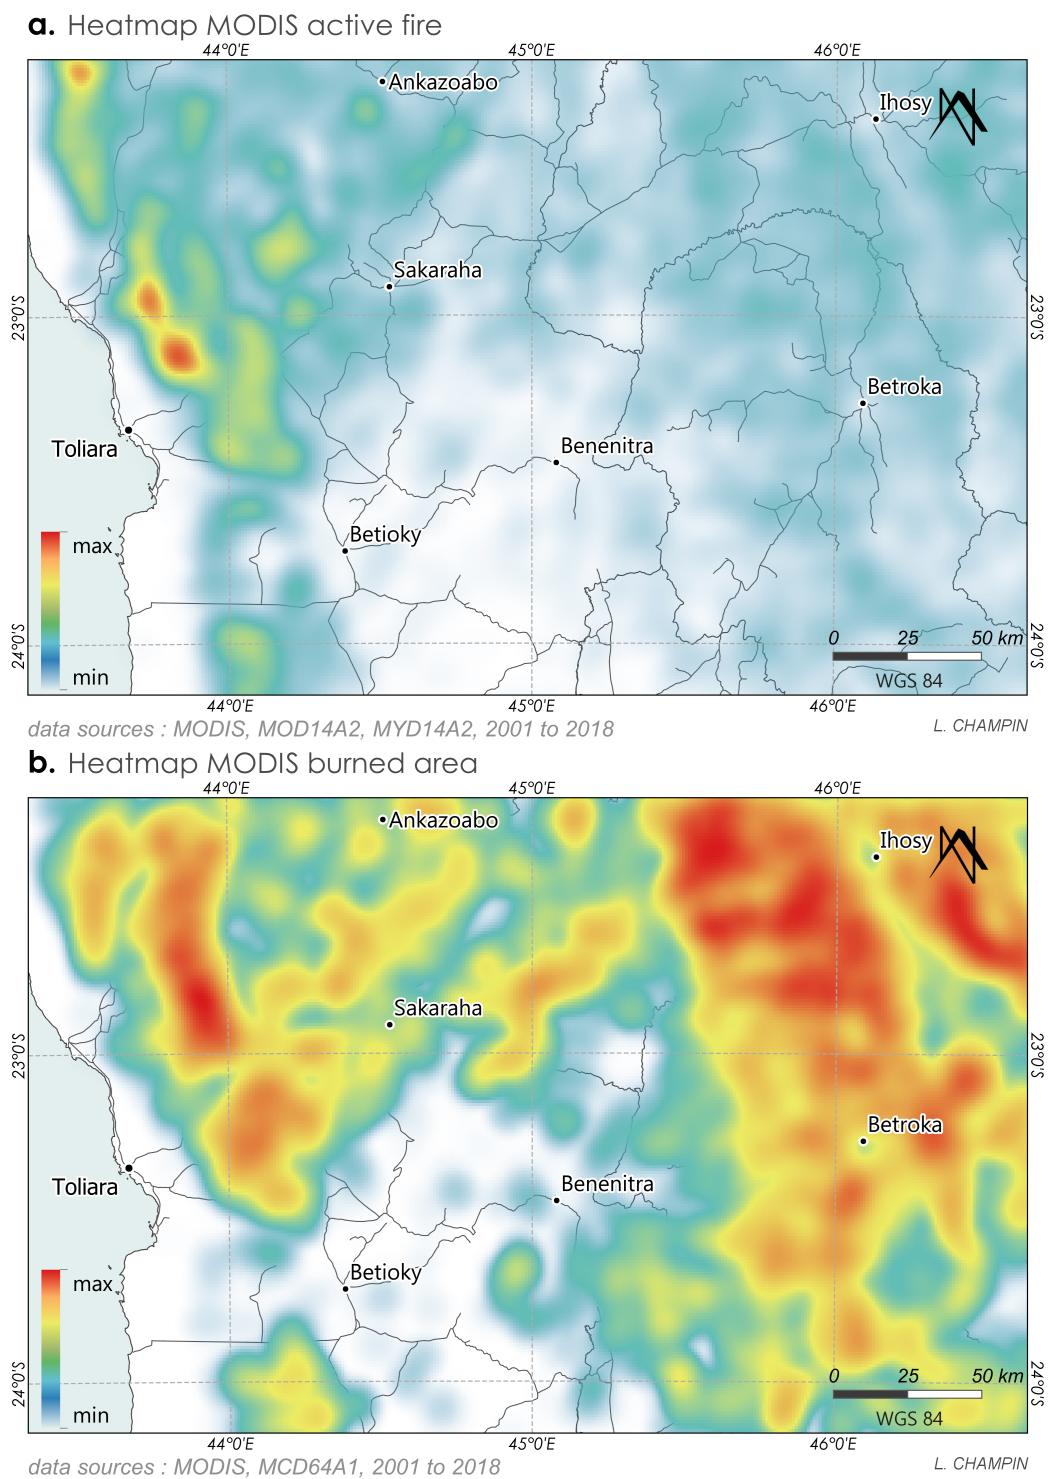 a. Heatmap MODIS active fire
44°0'E 45°0'E 46°0'E
Ankazoabo
Ihosy
Sakaraha
23°0'S 23°0'S
Betroka
Toliara
Benenitra
Betioky
max
min
24°0'S 24°0'S
0 25 50 km
WGS 84
44°0'E 45°0'E 46°0'E
data sources : MODIS, MOD14A2, MYD14A2, 2001 to 2018
L. CHAMPIN
b. Heatmap MODIS burned area
44°0'E 45°0'E 46°0'E
Ankazoabo
Ihosy
Sakaraha
23°0'S 23°0'S
Betroka
Toliara
Benenitra
Betioky
max
min
24°0'S 24°0'S
0 25 50 km
WGS 84
44°0'E 45°0'E 46°0'E
data sources : MODIS, MCD64A1, 2001 to 2018
L. CHAMPIN